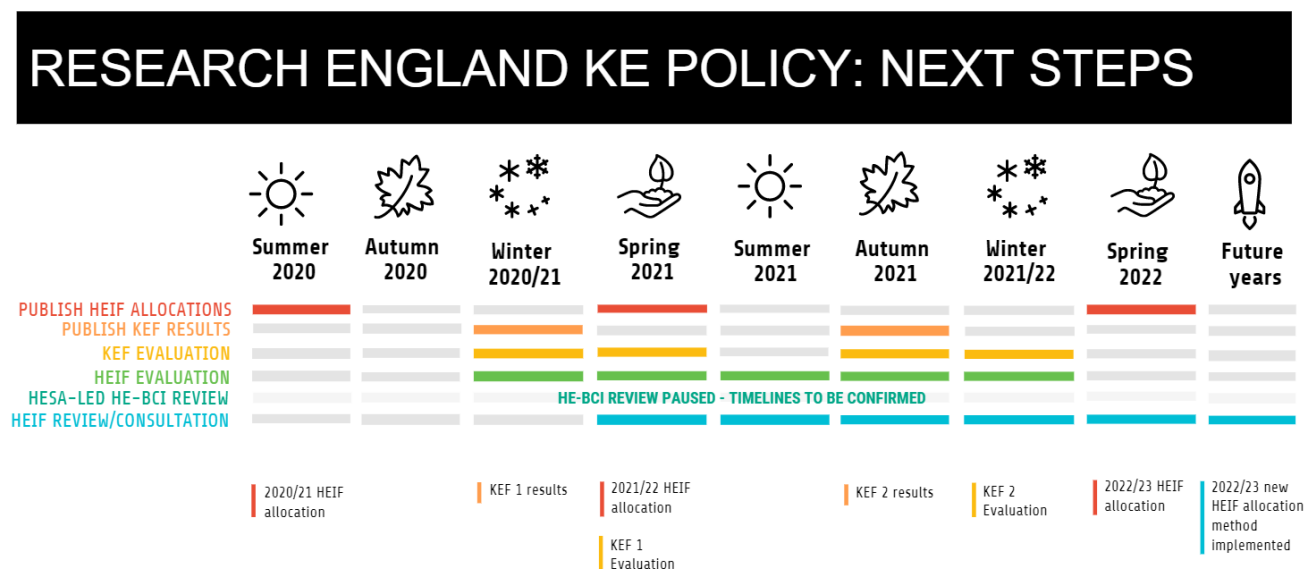 RESEARCH ENGLAND KE POLICY: NEXT STEPS
Summer
2020
Autumn
2020
Winter
2020/21
Spring
2021
Summer
2021
Autumn
2021
Winter
2021/22
Spring
2022
Future
years
PUBLISH HEIF ALLOCATIONS
PUBLISH KEF RESULTS
KEF EVALUATION
HEIF EVALUATION
HESA-LED HE-BCI REVIEW
HE-BCI REVIEW PAUSED - TIMELINES TO BE CONFIRMED
HEIF REVIEW/CONSULTATION
2020/21 HEIF
allocation
KEF 1 results
2021/22 HEIF
allocation
KEF 1
Evaluation
KEF 2 results
KEF 2
Evaluation
2022/23 HEIF
allocation
2022/23 new
HEIF allocation
method
implemented